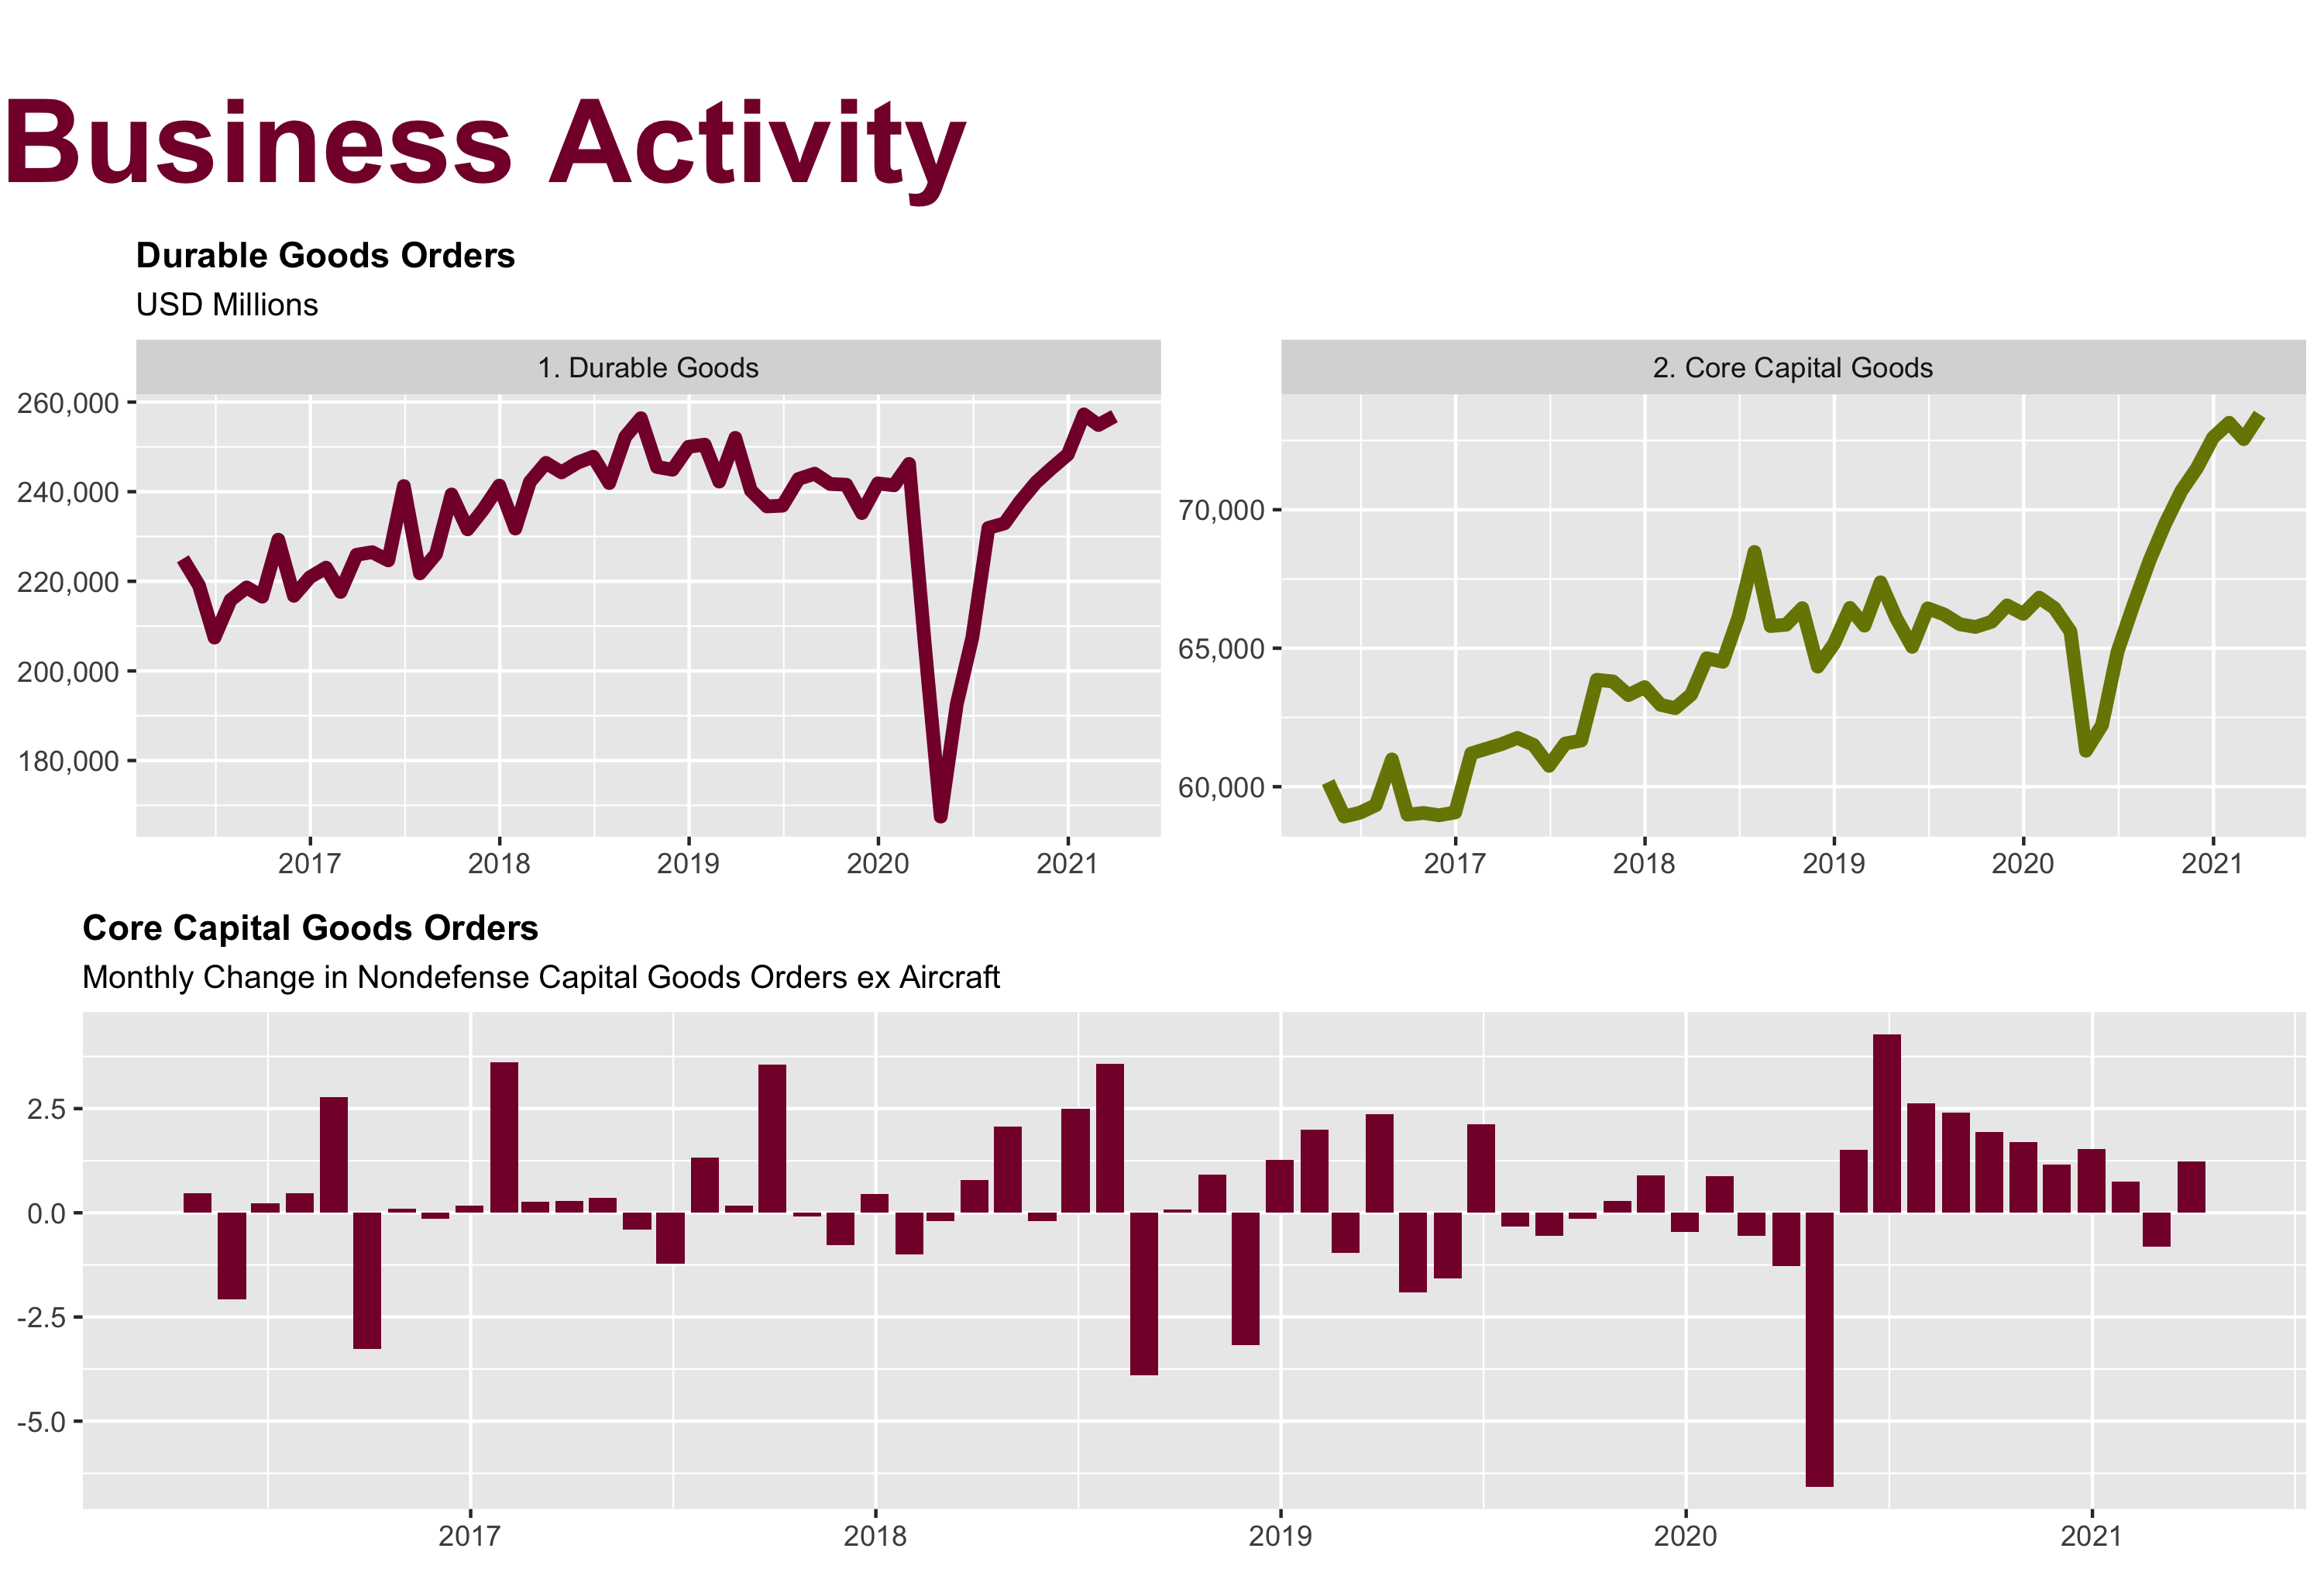 Business Activity
Durable Goods Orders
USD Millions
1. Durable Goods
2. Core Capital Goods
260,000
240,000
220,000
200,000
180,000
70,000
65,000
60,000
2017 2018 2019 2020 2021
2017 2018 2019 2020 2021
Core Capital Goods Orders
Monthly Change in Nondefense Capital Goods Orders ex Aircraft
2.5
0.0
-2.5
-5.0
2017 2018 2019 2020 2021